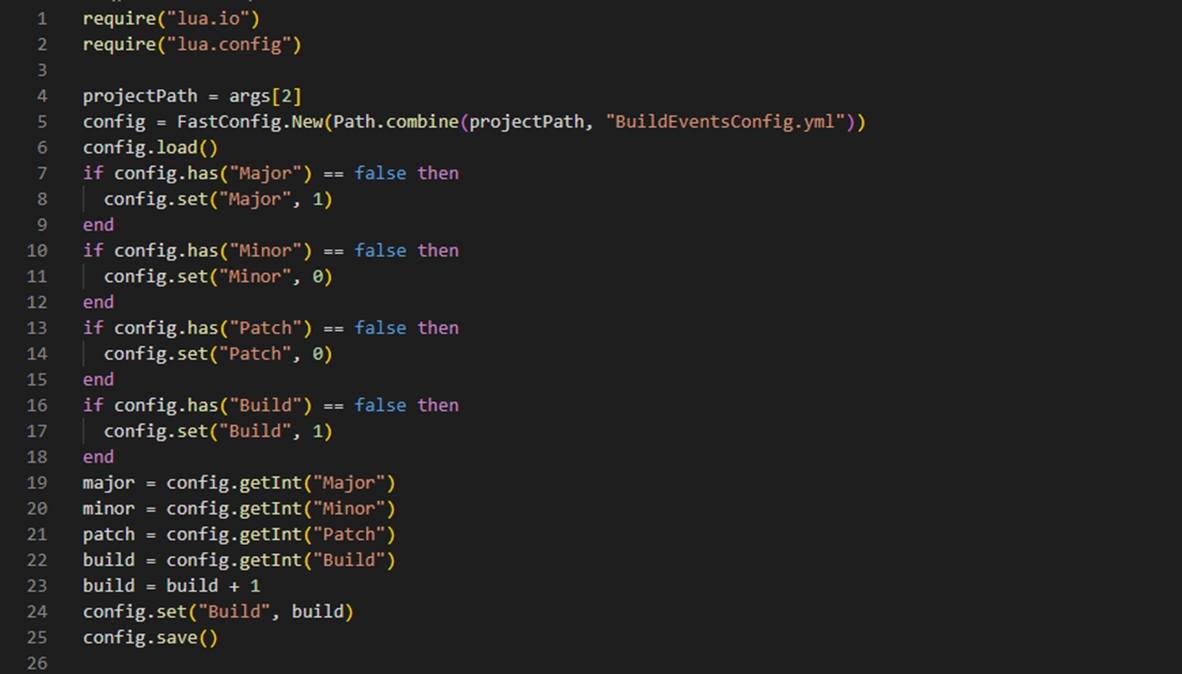 1 require("lua.io")
2 require("lua.config")
3
4 projectPath = args[2]
5 config = FastConfig.New(Path.combine(projectPath, "BuildEventsConfig.yml"))
6 config.load()
7 if config.has("Major") == false then
8 config.set("Major", 1)
9 end
10 if config.has("Minor") == false then
11 config.set("Minor", 0)
12 end
13 if config.has("Patch") == false then
14 config.set("Patch", 0)
15 end
16 if config.has("Build") == false then
17 config.set("Build", 1)
18 end
19 major = config.getInt("Major")
20 minor = config.getInt("Minor")
21 patch = config.getInt("Patch")
22 build = config.getInt("Build")
23 build = build + 1
24 config.set("Build", build)
25 config.save()
26